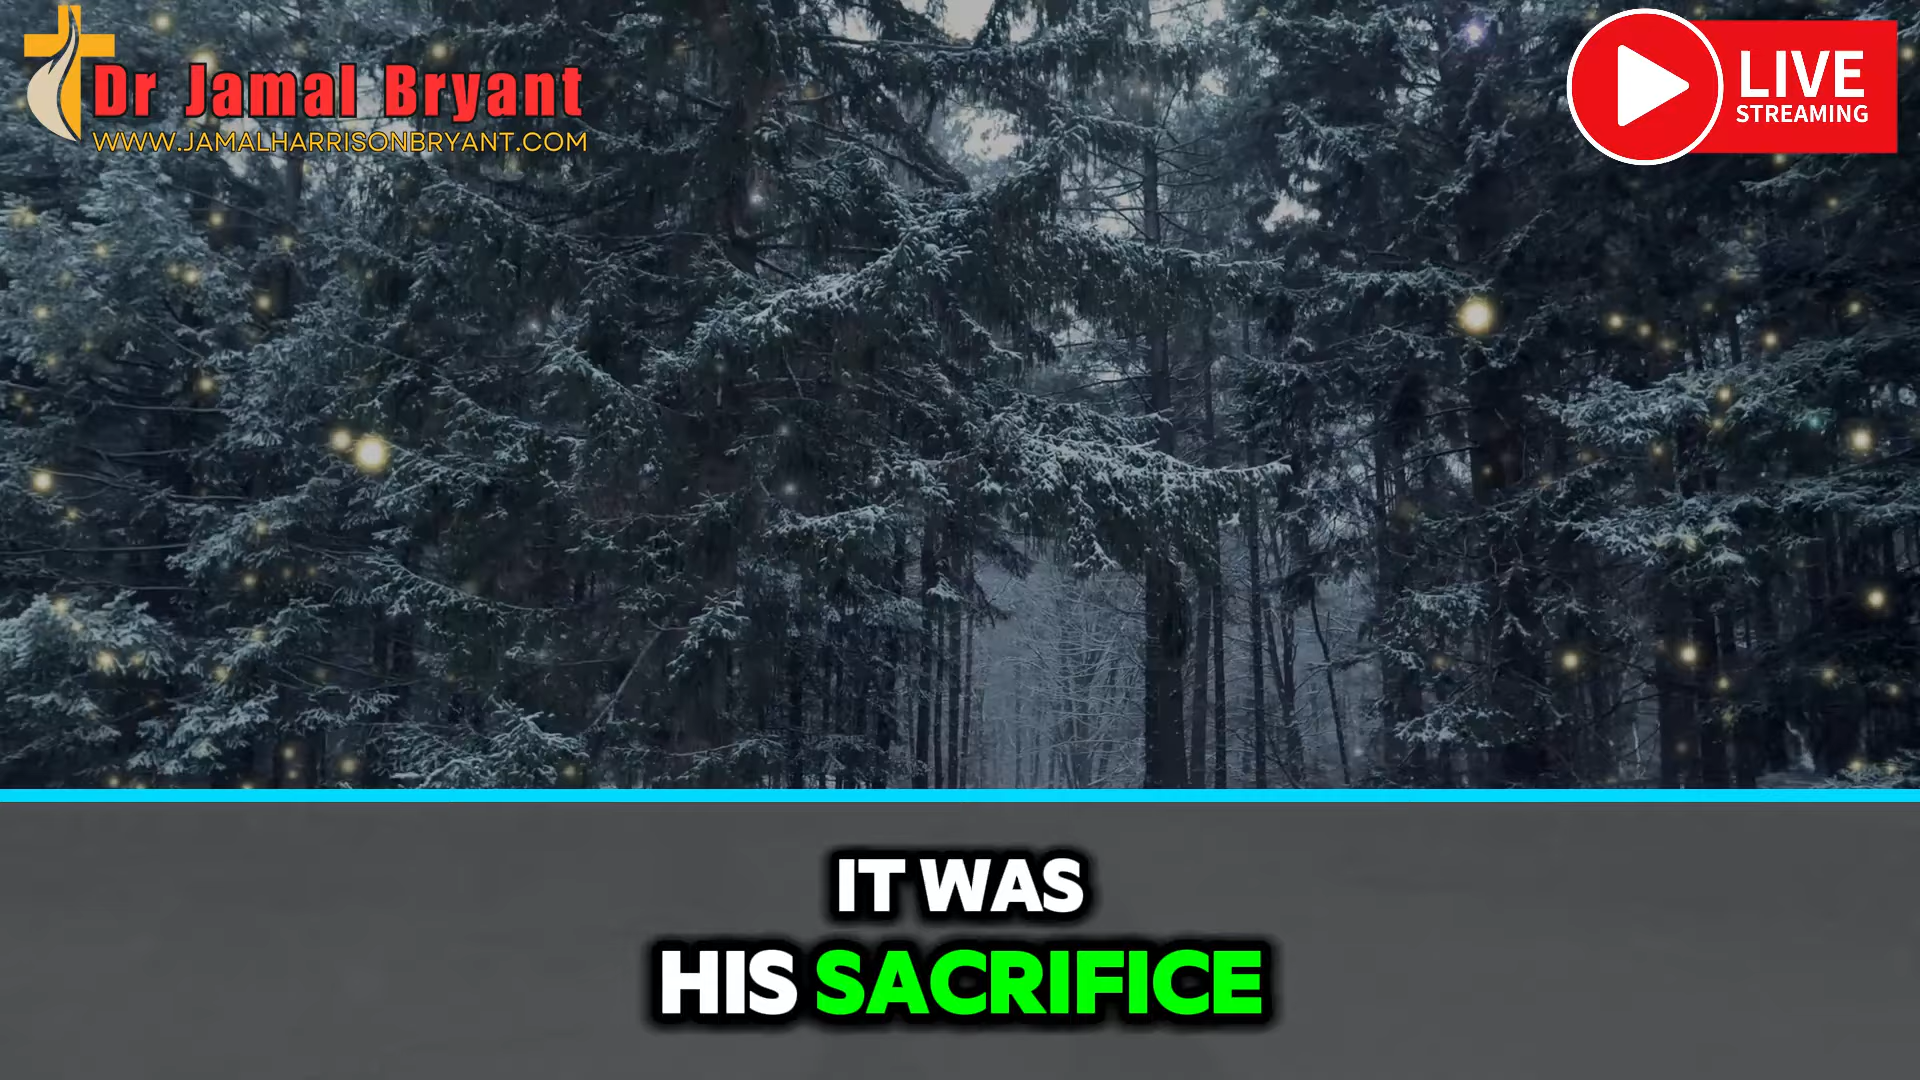 Dr Jamal Bryant
WWW.JAMALHARRISONBRYANT.COM
LIVE
STREAMING
IT WAS
HIS SACRIFICE